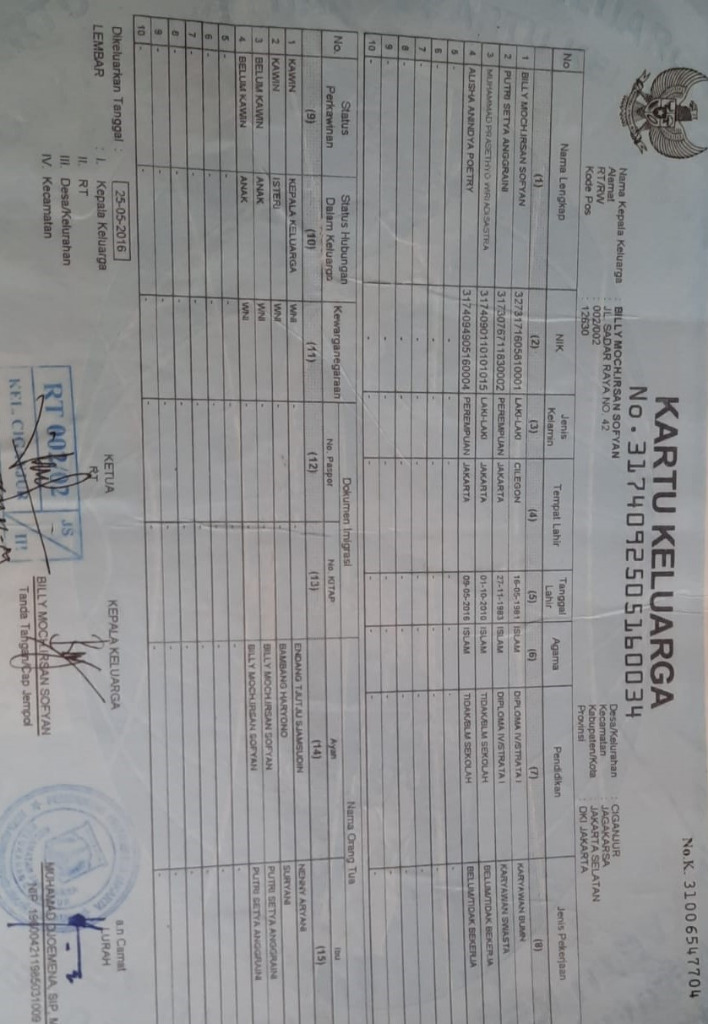 No.K. 31006547704
KARTU KELUARGA
No. 3174092505160034
Nama Kepala Keluarga : BILLY MOCH.IRSAN SOFYAN
Alamat : JL. SADAR RAYA NO. 42
RT/RW : 002/002
Kode Pos : 12630
Desa/Kelurahan : CIGANJUR
Kecamatan : JAGAKARSA
Kabupaten/Kota : JAKARTA SELATAN
Provinsi : DKI JAKARTA
No Nama Lengkap NIK Jenis Kelamin Tempat Lahir Tanggal Lahir Agama Pendidikan Jenis Pekerjaan
(1) (2) (3) (4) (5) (6) (7) (8)
1 BILLY MOCH.IRSAN SOFYAN 3273171605810001 LAKI-LAKI CILEGON 16-05-1981 ISLAM DIPLOMA IV/STRATA I KARYAWAN BUMN
2 PUTRI SETYA ANGGRAINI 3173076711830002 PEREMPUAN JAKARTA 27-11-1983 ISLAM DIPLOMA IV/STRATA I KARYAWAN SWASTA
3 MUHAMMAD PRADETHYO WIRADISASTRA 3174090110101015 LAKI-LAKI JAKARTA 01-10-2010 ISLAM TIDAK/BLM SEKOLAH BELUM/TIDAK BEKERJA
4 ALISHA ANINDYA POETRY 3174094905160004 PEREMPUAN JAKARTA 09-05-2016 ISLAM TIDAK/BLM SEKOLAH BELUM/TIDAK BEKERJA
5 - - - - - - - -
6 - - - - - - - -
7 - - - - - - - -
8 - - - - - - - -
9 - - - - - - - -
10 - - - - - - - -
No. Status Perkawinan Status Hubungan Dalam Keluarga Kewarganegaraan Dokumen Imigrasi Nama Orang Tua
No. Paspor No. KITAP Ayah Ibu
(9) (10) (11) (12) (13) (14) (15)
1 KAWIN KEPALA KELUARGA WNI - - ENDANG TAJTAJU SJAMSUDIN NENNY ARYANI
2 KAWIN ISTERI WNI - - BAMBANG HARYONO SURYANI
3 BELUM KAWIN ANAK WNI - - BILLY MOCH.IRSAN SOFYAN PUTRI SETYA ANGGRAINI
4 BELUM KAWIN ANAK WNI - - BILLY MOCH.IRSAN SOFYAN PUTRI SETYA ANGGRAINI
5 - - - - - - -
6 - - - - - - -
7 - - - - - - -
8 - - - - - - -
9 - - - - - - -
10 - - - - - - -
Dikeluarkan Tanggal : 25-05-2016
LEMBAR : I. Kepala Keluarga
II. RT
III Desa/Kelurahan
IV Kecamatan
KETUA RT
RT 002/02 JS
KEL. CIGANJUR
KEPALA KELUARGA
BILLY MOCH.IRSAN SOFYAN
Tanda Tangan/Cap Jempol
a.n Camat
LURAH
MUHAMAD DJOEMENA, SIP, M
NIP. 196004211985031009